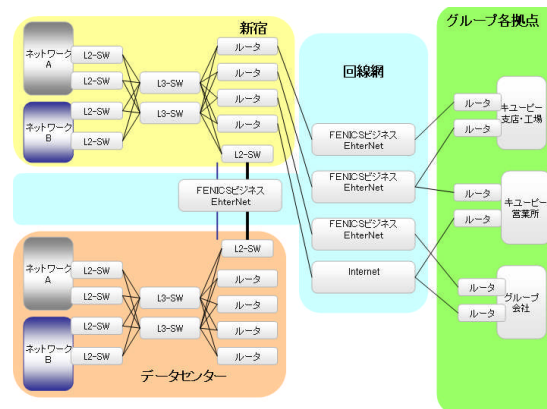 新宿
グループ各拠点
回線網
ネットワーク
A
L2-SW
L2-SW
ネットワーク
B
L2-SW
L2-SW
L3-SW
L3-SW
ルータ
ルータ
ルータ
ルータ
L2-SW
FENICSビジネス
EhterNet
FENICSビジネス
EhterNet
FENICSビジネス
EhterNet
FENICSビジネス
EhterNet
Internet
ルータ
ルータ
キユーピー
支店・工場
ルータ
ルータ
キユーピー
営業所
ルータ
ルータ
グループ
会社
ネットワーク
A
L2-SW
L2-SW
ネットワーク
B
L2-SW
L2-SW
L3-SW
L3-SW
L2-SW
ルータ
ルータ
ルータ
ルータ
データセンター